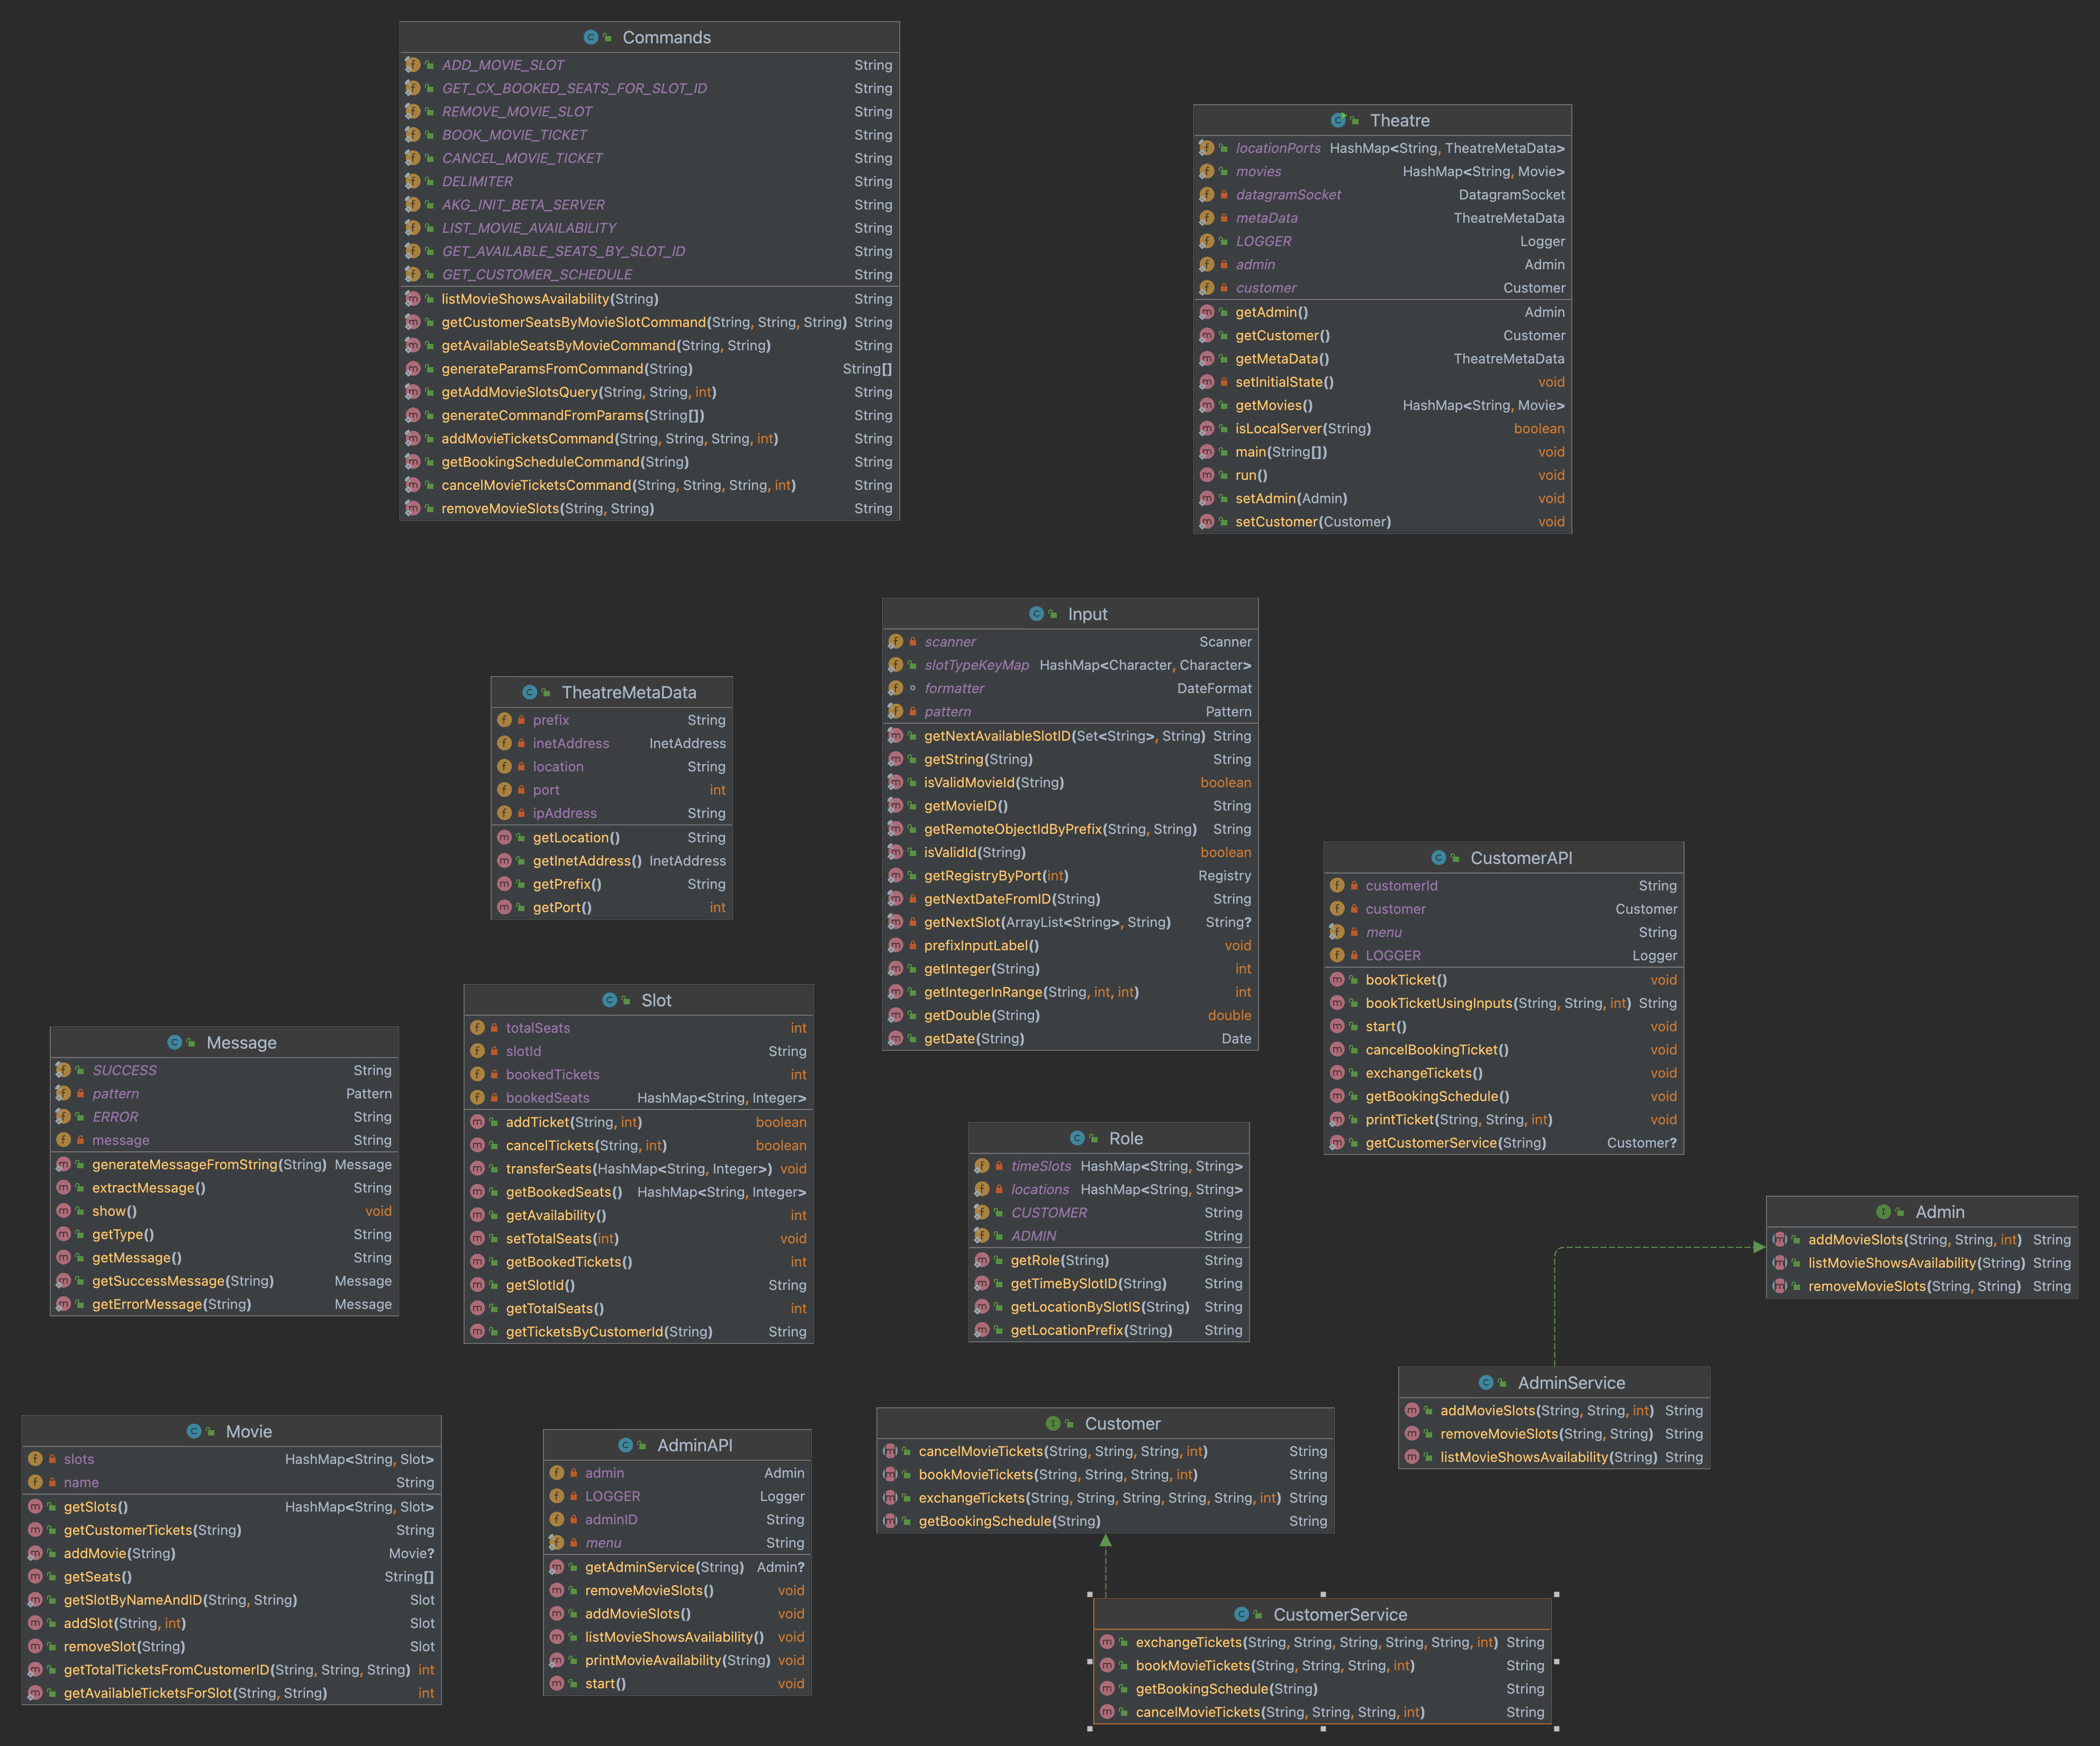 Commands
ADD_MOVIE_SLOT String
GET_CX_BOOKED_SEATS_FOR_SLOT_ID String
REMOVE_MOVIE_SLOT String
BOOK_MOVIE_TICKET String
CANCEL_MOVIE_TICKET String
DELIMITER String
AKG_INIT_BETA_SERVER String
LIST_MOVIE_AVAILABILITY String
GET_AVAILABLE_SEATS_BY_SLOT_ID String
GET_CUSTOMER_SCHEDULE String
listMovieShowsAvailability(String) String
getCustomerSeatsByMovieSlotCommand(String, String, String) String
getAvailableSeatsByMovieCommand(String, String) String
generateParamsFromCommand(String) String[]
getAddMovieSlotsQuery(String, String, int) String
generateCommandFromParams(String[]) String
addMovieTicketsCommand(String, String, String, int) String
getBookingScheduleCommand(String) String
cancelMovieTicketsCommand(String, String, String, int) String
removeMovieSlots(String, String) String
Theatre
locationPorts HashMap<String, TheatreMetaData>
movies HashMap<String, Movie>
datagramSocket DatagramSocket
metaData TheatreMetaData
LOGGER Logger
admin Admin
customer Customer
getAdmin() Admin
getCustomer() Customer
getMetaData() TheatreMetaData
setInitialState() void
getMovies() HashMap<String, Movie>
isLocalServer(String) boolean
main(String[]) void
run() void
setAdmin(Admin) void
setCustomer(Customer) void
Input
scanner Scanner
slotTypeKeyMap HashMap<Character, Character>
formatter DateFormat
pattern Pattern
getNextAvailableSlotID(Set<String>, String) String
getString(String) String
isValidMovieId(String) boolean
getMovieID() String
getRemoteObjectIdByPrefix(String, String) String
isValidId(String) boolean
getRegistryByPort(int) Registry
getNextDateFromID(String) String
getNextSlot(ArrayList<String>, String) String?
prefixInputLabel() void
getInteger(String) int
getIntegerInRange(String, int, int) int
getDouble(String) double
getDate(String) Date
TheatreMetaData
prefix String
inetAddress InetAddress
location String
port int
ipAddress String
getLocation() String
getInetAddress() InetAddress
getPrefix() String
getPort() int
CustomerAPI
customerId String
customer Customer
menu String
LOGGER Logger
bookTicket() void
bookTicketUsingInputs(String, String, int) String
start() void
cancelBookingTicket() void
exchangeTickets() void
getBookingSchedule() void
printTicket(String, String, int) void
getCustomerService(String) Customer?
Slot
totalSeats int
slotId String
bookedTickets int
bookedSeats HashMap<String, Integer>
addTicket(String, int) boolean
cancelTickets(String, int) boolean
transferSeats(HashMap<String, Integer>) void
getBookedSeats() HashMap<String, Integer>
getAvailability() int
setTotalSeats(int) void
getBookedTickets() int
getSlotId() String
getTotalSeats() int
getTicketsByCustomerId(String) String
Message
SUCCESS String
pattern Pattern
ERROR String
message String
generateMessageFromString(String) Message
extractMessage() String
show() void
getType() String
getMessage() String
getSuccessMessage(String) Message
getErrorMessage(String) Message
Role
timeSlots HashMap<String, String>
locations HashMap<String, String>
CUSTOMER String
ADMIN String
getRole(String) String
getTimeBySlotID(String) String
getLocationBySlotIS(String) String
getLocationPrefix(String) String
Admin
addMovieSlots(String, String, int) String
listMovieShowsAvailability(String) String
removeMovieSlots(String, String) String
AdminService
addMovieSlots(String, String, int) String
removeMovieSlots(String, String) String
listMovieShowsAvailability(String) String
Movie
slots HashMap<String, Slot>
name String
getSlots() HashMap<String, Slot>
getCustomerTickets(String) String
addMovie(String) Movie?
getSeats() String[]
getSlotByNameAndID(String, String) Slot
addSlot(String, int) Slot
removeSlot(String) Slot
getTotalTicketsFromCustomerID(String, String, String) int
getAvailableTicketsForSlot(String, String) int
AdminAPI
admin Admin
LOGGER Logger
adminID String
menu String
getAdminService(String) Admin?
removeMovieSlots() void
addMovieSlots() void
listMovieShowsAvailability() void
printMovieAvailability(String) void
start() void
Customer
cancelMovieTickets(String, String, String, int) String
bookMovieTickets(String, String, String, int) String
exchangeTickets(String, String, String, String, String, int) String
getBookingSchedule(String) String
CustomerService
exchangeTickets(String, String, String, String, String, int) String
bookMovieTickets(String, String, String, int) String
getBookingSchedule(String) String
cancelMovieTickets(String, String, String, int) String